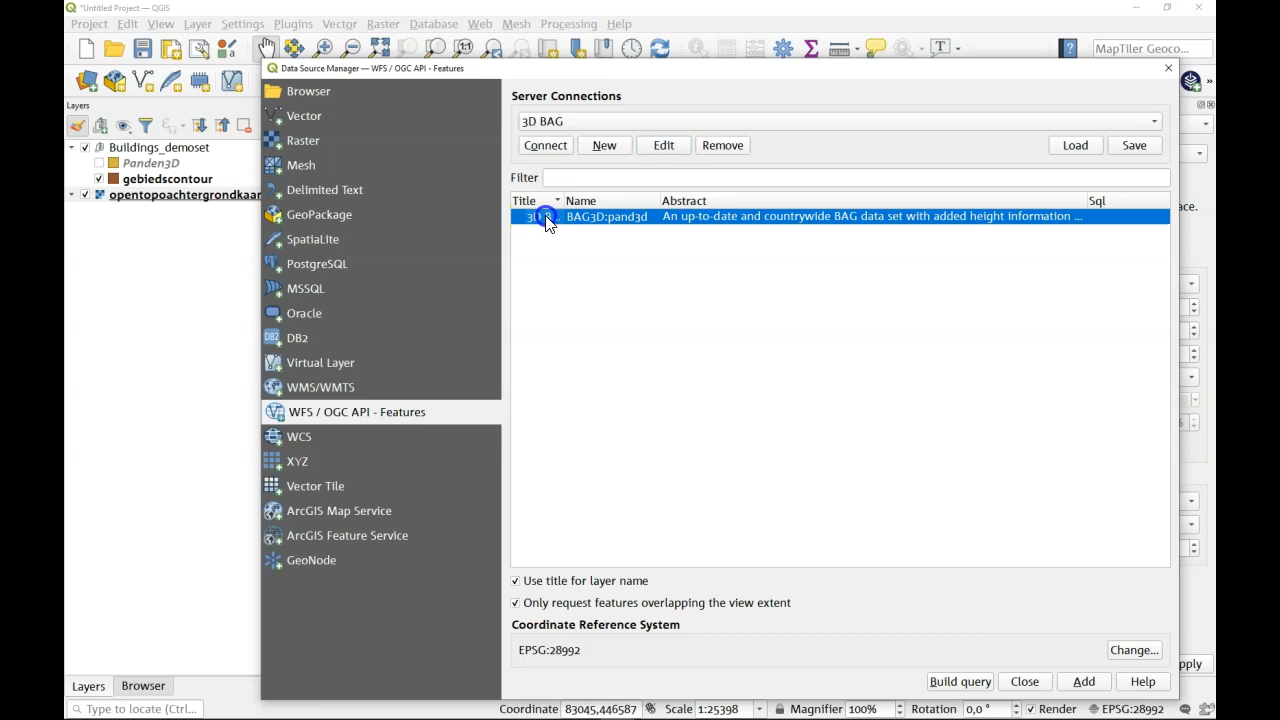 *Untitled Project — QGIS
Project Edit View Layer Settings Plugins Vector Raster Database Web Mesh Processing Help
MapTiler Geoco...
Data Source Manager — WFS / OGC API - Features
Layers
Buildings_demoset
Panden3D
gebiedscontour
opentopoachtergrondkaar
Browser
Vector
Raster
Mesh
Delimited Text
GeoPackage
SpatiaLite
PostgreSQL
MSSQL
Oracle
DB2
Virtual Layer
WMS/WMTS
WFS / OGC API - Features
WCS
XYZ
Vector Tile
ArcGIS Map Service
ArcGIS Feature Service
GeoNode
Server Connections
3D BAG
Connect New Edit Remove Load Save
Filter
Title Name Abstract Sql
BAG3D:pand3d An up-to-date and countrywide BAG data set with added height information ...
Use title for layer name
Only request features overlapping the view extent
Coordinate Reference System
EPSG:28992 Change...
Build query Close Add Help
ace.
pply
Layers Browser
Type to locate (Ctrl... Coordinate 83045,446587 Scale 1:25398 Magnifier 100% Rotation 0,0 ° Render EPSG:28992